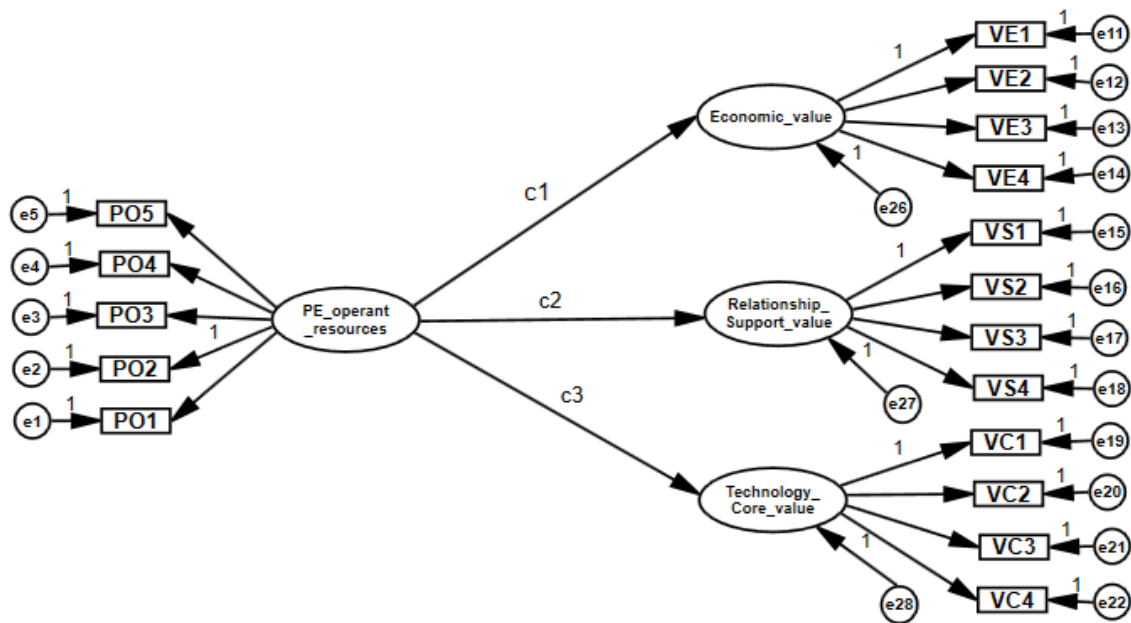 1
VE1
1
e11
1
VE2
1
e12
Economic_value
VE3
1
e13
1
VE4
1
e14
c1
e26
e5
1
PO5
1
VS1
1
e15
e4
1
PO4
VS2
1
e16
e3
1
PO3
PE_operant
_resources
c2
Relationship_
Support_value
VS3
1
e17
1
e2
1
PO2
1
VS4
1
e18
e1
1
PO1
c3
e27
1
VC1
1
e19
Technology_
Core_value
VC2
1
e20
1
VC3
1
e21
e28
VC4
1
e22